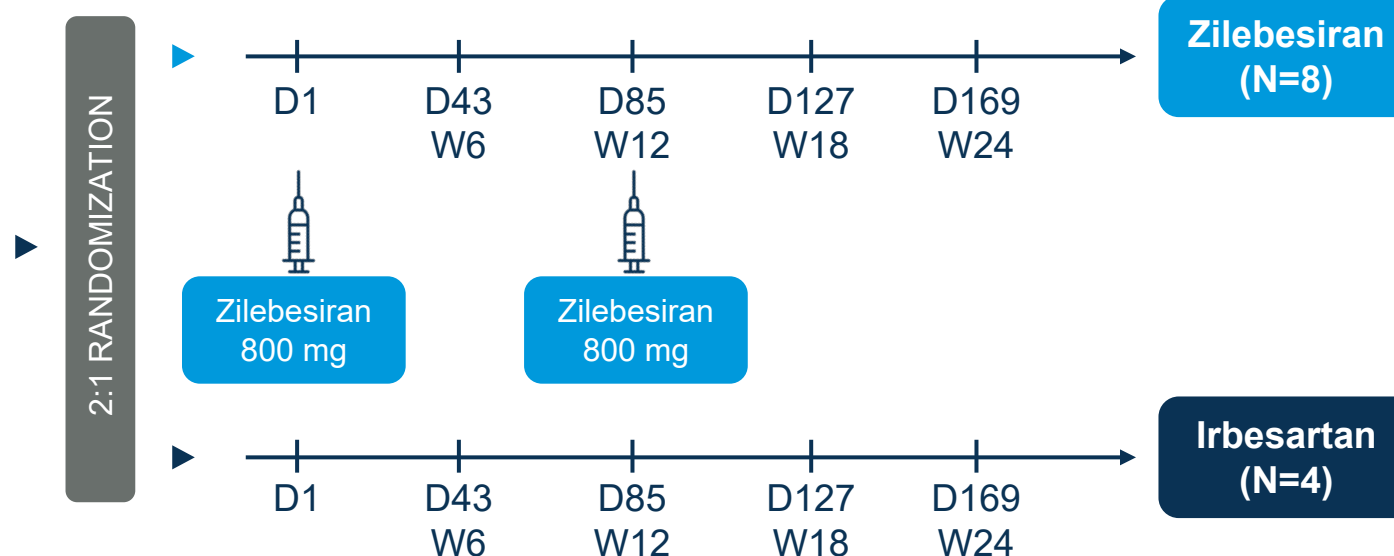 2:1 RANDOMIZATION
D1
D43
W6
D85
W12
D127
W18
D169
W24
Zilebesiran
(N=8)
Zilebesiran
800 mg
Zilebesiran
800 mg
D1
D43
W6
D85
W12
D127
W18
D169
W24
Irbesartan
(N=4)